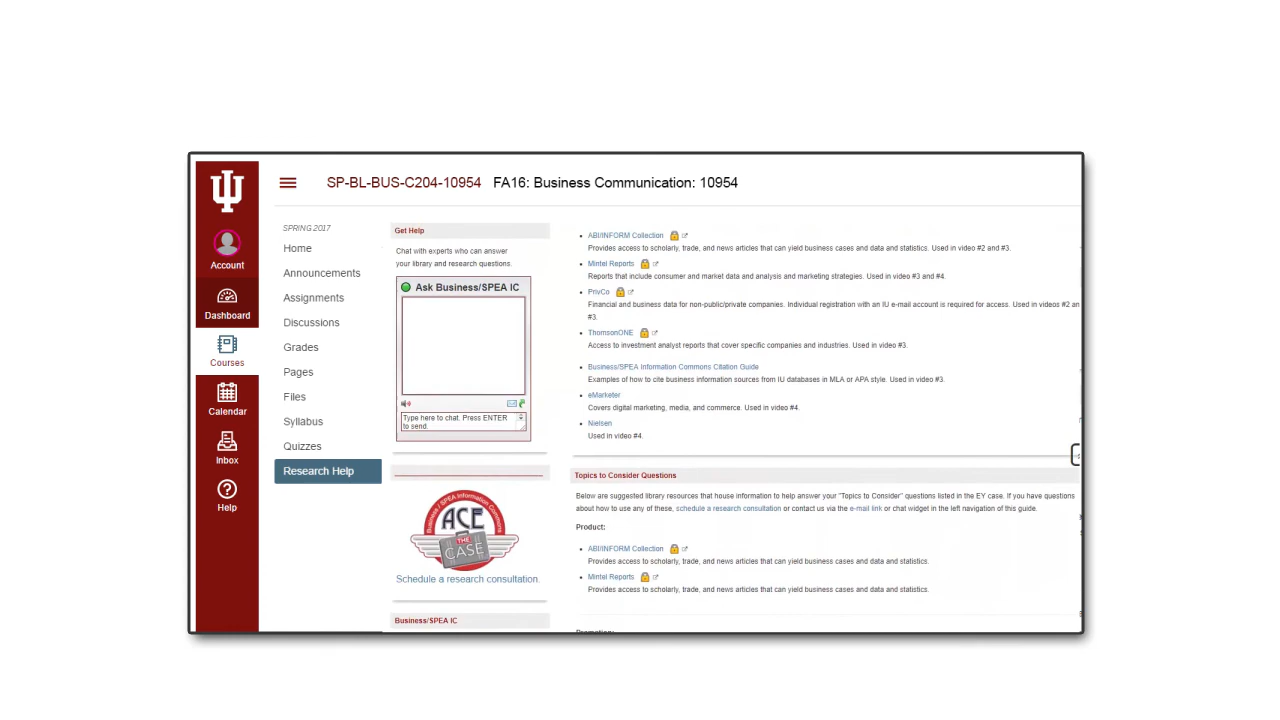 SP-BL-BUS-C204-10954 FA16: Business Communication: 10954
Account
Dashboard
Courses
Calendar
Inbox
Help
SPRING 2017
Home
Announcements
Assignments
Discussions
Grades
Pages
Files
Syllabus
Quizzes
Research Help
Get Help
Chat with experts who can answer
your library and research questions.
Ask Business/SPEA IC
Type here to chat. Press ENTER
to send.
Business / SPEA Information Commons
ACE
THE
CASE
Schedule a research consultation.
Business/SPEA IC
ABI/INFORM Collection
Provides access to scholarly, trade, and news articles that can yield business cases and data and statistics. Used in video #2 and #3.
Mintel Reports
Reports that include consumer and market data and analysis and marketing strategies. Used in video #3 and #4.
PrivCo
Financial and business data for non-public/private companies. Individual registration with an IU e-mail account is required for access. Used in videos #2 an
#3.
ThomsonONE
Access to investment analyst reports that cover specific companies and industries. Used in video #3.
Business/SPEA Information Commons Citation Guide
Examples of how to cite business information sources from IU databases in MLA or APA style Used in video #3.
eMarketer
Covers digital marketing, media, and commerce. Used in video #4.
Nielsen
Used in video #4.
Topics to Consider Questions
Below are suggested library resources that house information to help answer your "Topics to Consider" questions listed in the EY case. If you have questions
about how to use any of these, schedule a research consultation or contact us via the e-mail link or chat widget in the left navigation of this guide.
Product:
ABI/INFORM Collection
Provides access to scholarly, trade, and news articles that can yield business cases and data and statistics.
Mintel Reports
Provides access to scholarly, trade, and news articles that can yield business cases and data and statistics.